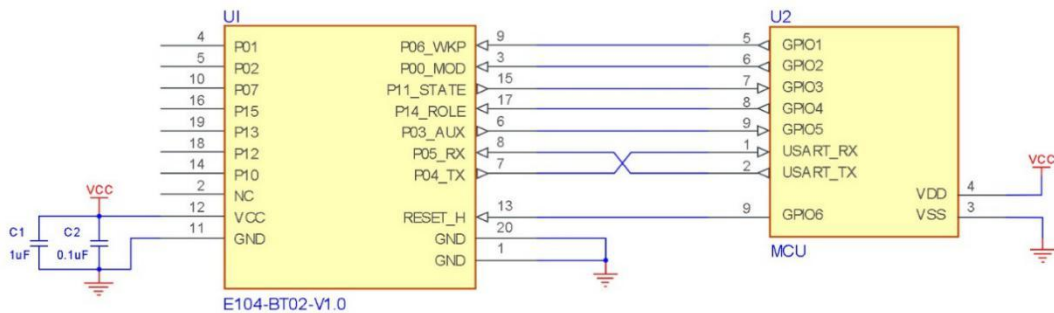 U1
U2
4 P01 P06_WKP 9 5 GPIO1
5 P02 P00_MOD 3 6 GPIO2
10 P07 P11_STATE 15 7 GPIO3
16 P15 P14_ROLE 17 8 GPIO4
19 P13 P03_AUX 6 9 GPIO5
18 P12 P05_RX 8 1 USART_RX
14 P10 P04_TX 7 2 USART_TX
VCC
2 NC
VDD 4
VCC
12 VCC RESET_H 13 9 GPIO6
VSS 3
C1 C2
1uF 0.1uF
11 GND GND 20
GND 1
MCU
E104-BT02-V1.0